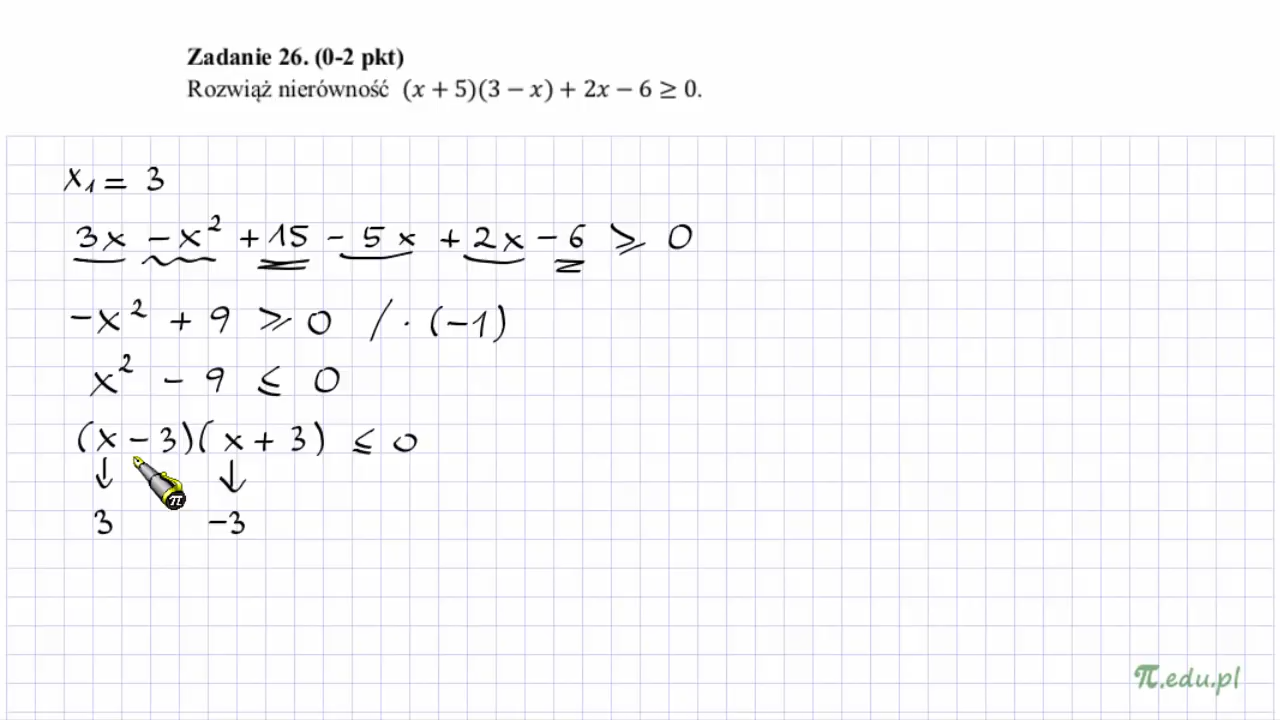 Zadanie 26. (0-2 pkt)
Rozwiąż nierówność (x + 5)(3 − x) + 2x − 6 ≥ 0.
x₁ = 3
3x − x² + 15 − 5x + 2x − 6 ⩾ 0
−x² + 9 ⩾ 0 / · (−1)
x² − 9 ⩽ 0
(x − 3)(x + 3) ⩽ 0
↓ ↓
3 −3
π
π.edu.pl